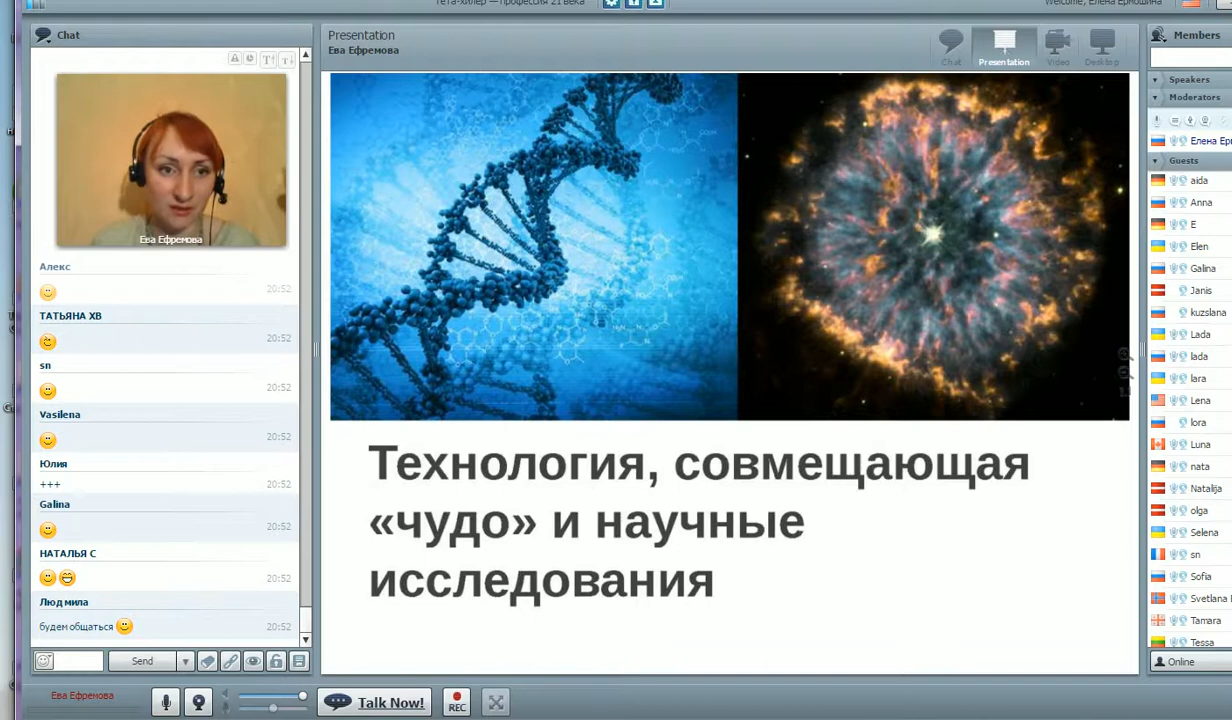 Тета-хилер — профессия 21 века
Welcome, Елена Ермошина
Chat
Ева Ефремова
Алекс
20:52
ТАТЬЯНА ХВ
20:52
sn
20:52
Vasilena
20:52
Юлия
+++
20:52
Galina
20:52
НАТАЛЬЯ С
20:52
Людмила
будем общаться
20:52
Send
Ева Ефремова
Talk Now!
REC
Presentation
Ева Ефремова
Chat
Presentation
Video
Desktop
Технология, совмещающая
«чудо» и научные
исследования
Members
Speakers
Moderators
Елена Ерм
Guests
aida
Anna
E
Elen
Galina
Janis
kuzslana
Lada
lada
lara
Lena
lora
Luna
nata
Natalija
olga
Selena
sn
Sofia
Svetlana
Tamara
Tessa
Online